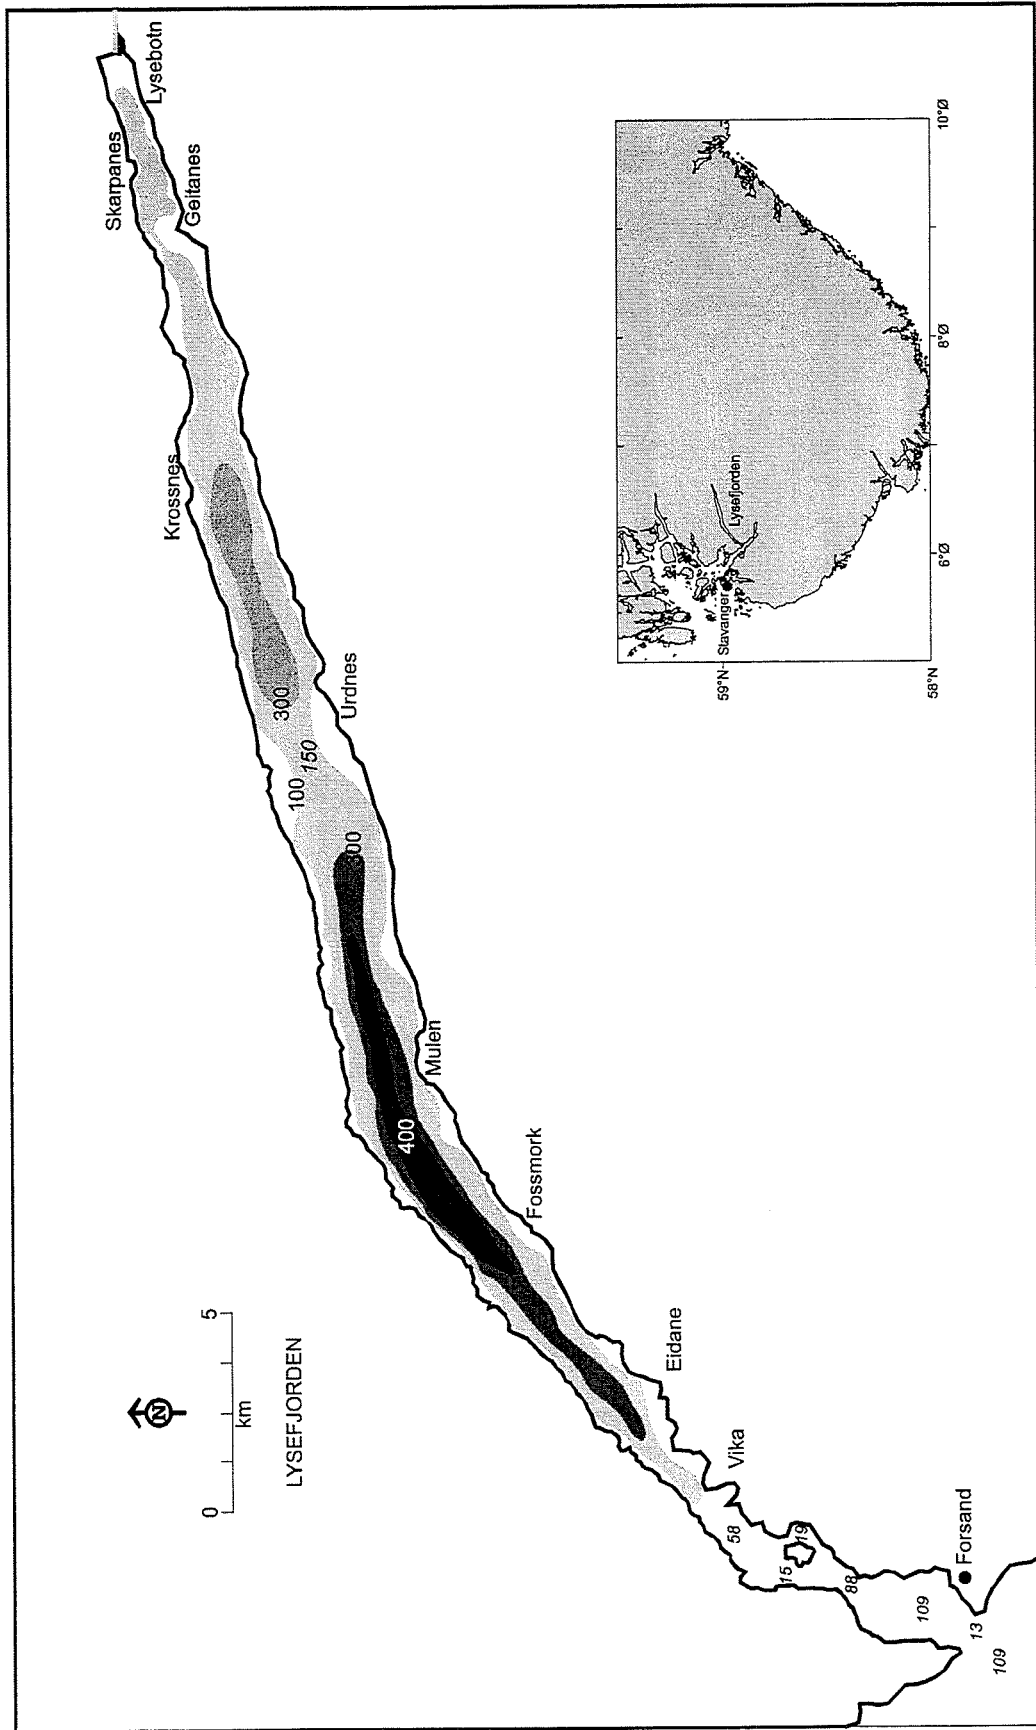 Lysebotn
Skarpanes
Geitanes
Krossnes
Urdnes
300
150
100
300
Mulen
400
Fossmork
Eidane
Vika
58
19
15
88
109
Forsand
13
109
0
5
km
N
LYSEFJORDEN
Lysefjorden
Stavanger
59°N
58°N
6°Ø
8°Ø
10°Ø